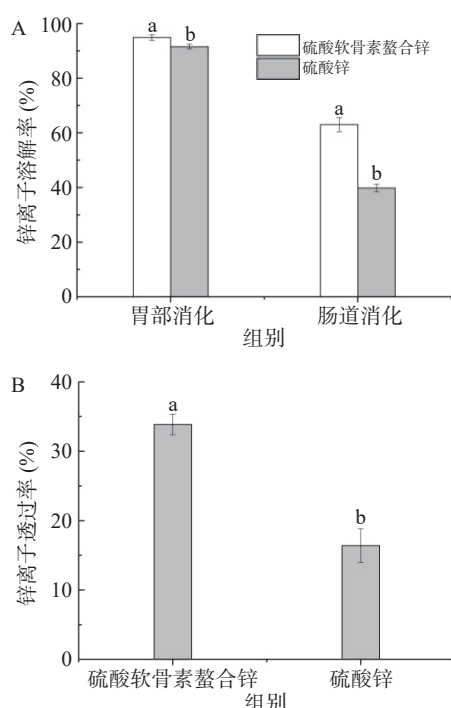 A
100
80
60
40
20
0
锌离子溶解率 (%)
硫酸软骨素螯合锌
硫酸锌
a
b
a
b
胃部消化
肠道消化
组别
B
40
30
20
10
0
锌离子透过率 (%)
a
b
硫酸软骨素螯合锌
硫酸锌
组别